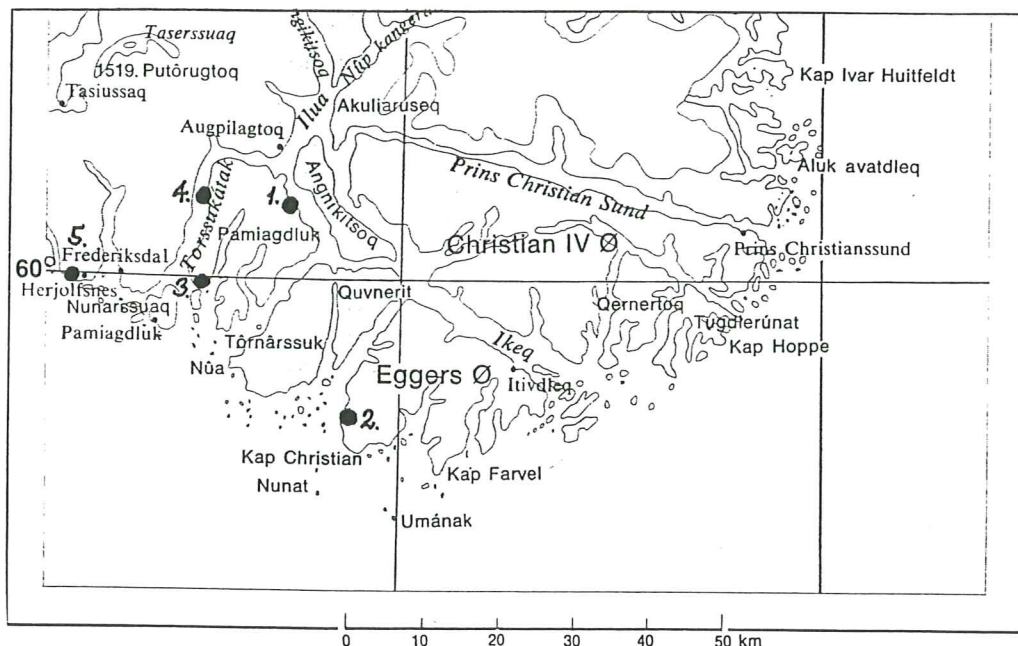 Taserssuaq
1519. Putôrugtoq
Tasiussaq
Augpilagtoq
Ilua
Akuliaruseq
Kap Ivar Huitfeldt
Aluk avatdleq
Prins Christian Sund
Angnikitsoq
4.
1.
Torssukátak
Pamiagdluk
Christian IV Ø
Prins Christianssund
5.
Frederiksdal
60°
Herjolfsnes
3.
Nunarssuaq
Pamiagdluk
Quvnerit
Qernertoq
Tugdlerúnat
Kap Hoppe
Tôrnârssuk
Ikeq
Nûa
Eggers Ø
Itivdleq
2.
Kap Christian
Kap Farvel
Nunat
Umának
0 10 20 30 40 50 km